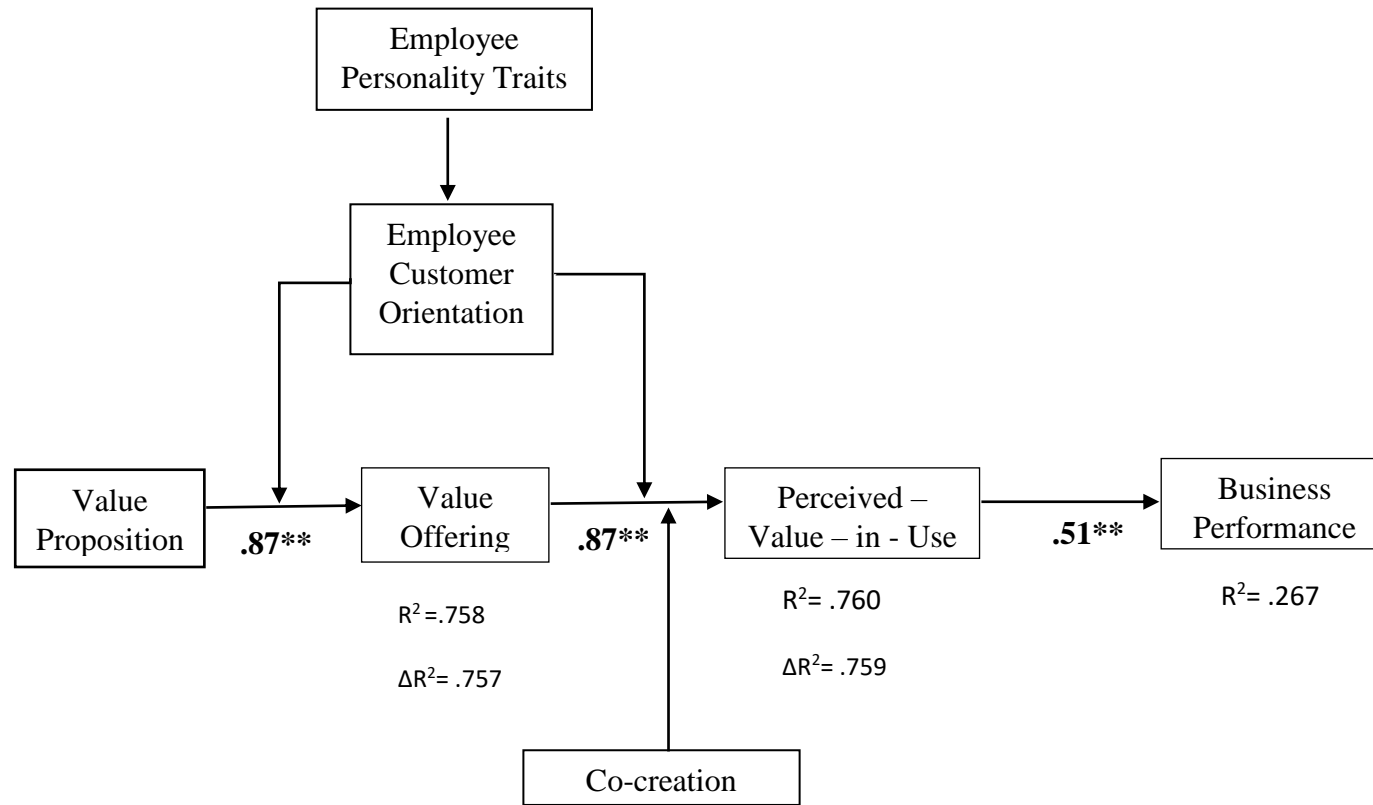 Employee
Personality Traits
Employee
Customer
Orientation
Value
Proposition
.87**
Value
Offering
.87**
Perceived –
Value – in - Use
.51**
Business
Performance
R² =.758
ΔR²= .757
R²= .760
ΔR²= .759
R²= .267
Co-creation